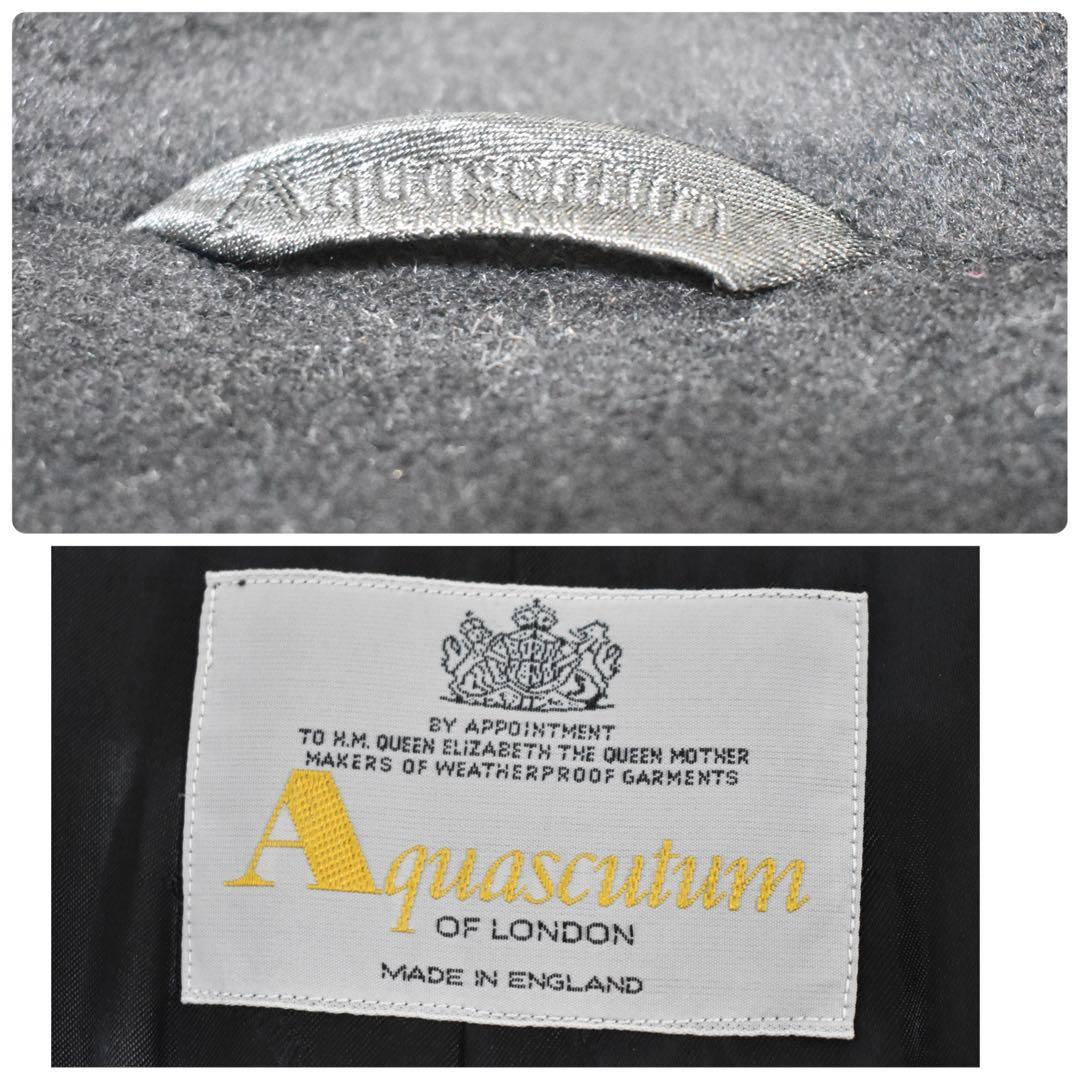 Aquascutum
BY APPOINTMENT
TO H.M. QUEEN ELIZABETH THE QUEEN MOTHER
MAKERS OF WEATHERPROOF GARMENTS
Aquascutum
OF LONDON
MADE IN ENGLAND